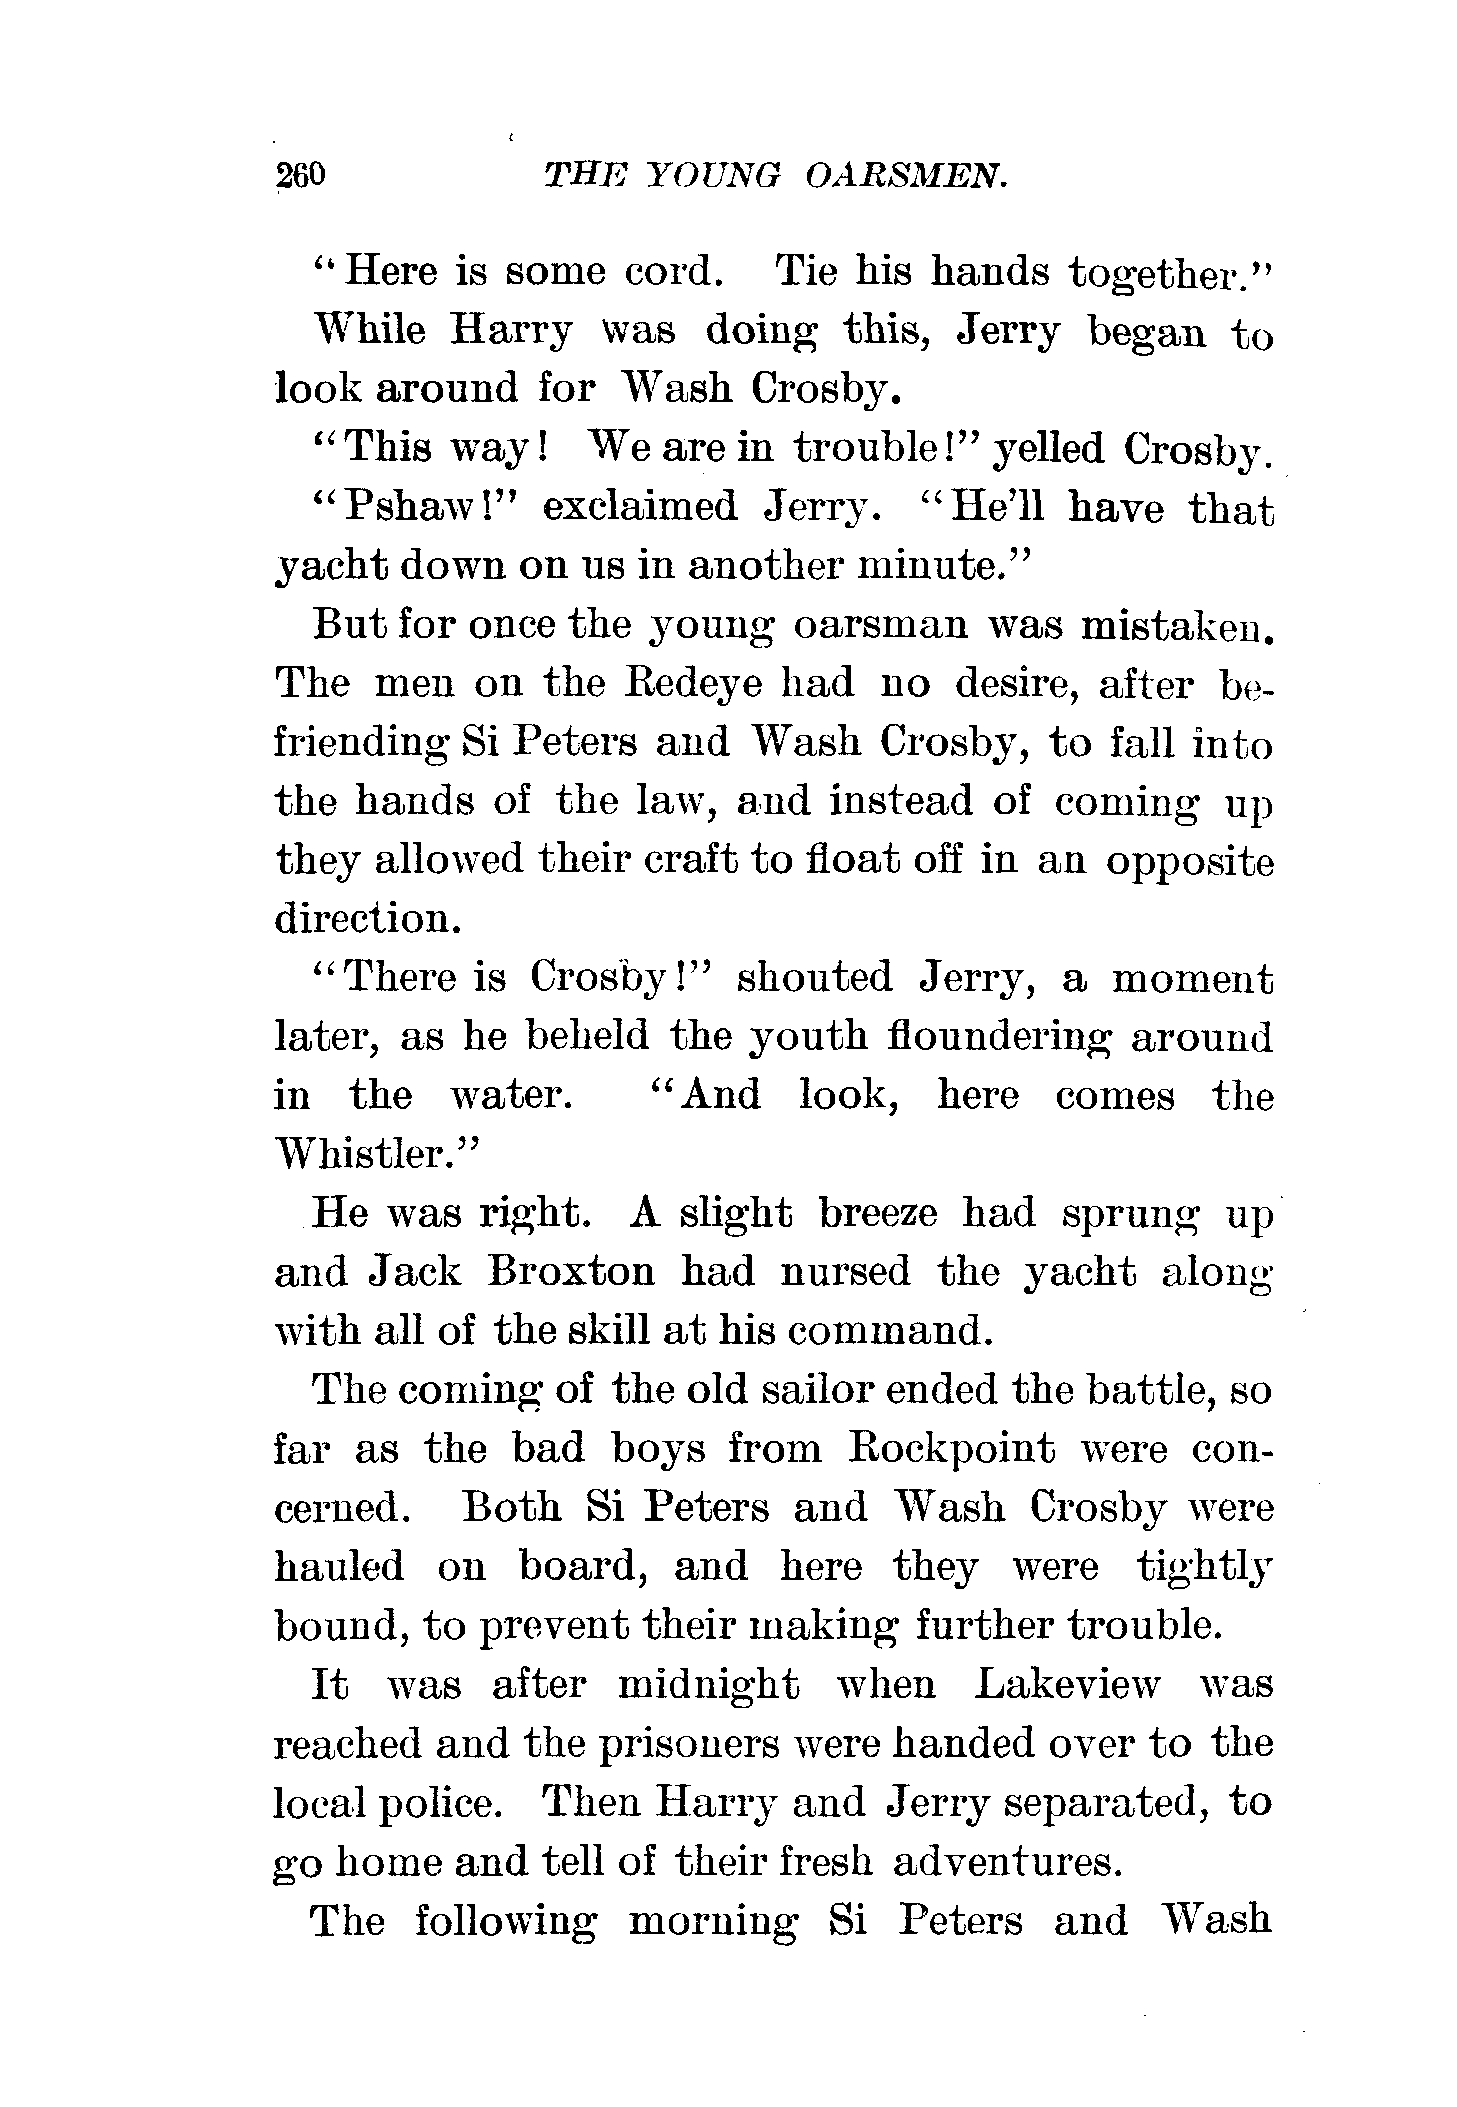 260 THE YOUNG OARSMEN.
"Here is some cord. Tie his hands together."
While Harry was doing this, Jerry began to
look around for Wash Crosby.
"This way! We are in trouble!" yelled Crosby.
"Pshaw!" exclaimed Jerry. "He'll have that
yacht down on us in another minute."
But for once the young oarsman was mistaken.
The men on the Redeye had no desire, after be-
friending Si Peters and Wash Crosby, to fall into
the hands of the law, and instead of coming up
they allowed their craft to float off in an opposite
direction.
"There is Crosby!" shouted Jerry, a moment
later, as he beheld the youth floundering around
in the water. "And look, here comes the
Whistler."
He was right. A slight breeze had sprung up
and Jack Broxton had nursed the yacht along
with all of the skill at his command.
The coming of the old sailor ended the battle, so
far as the bad boys from Rockpoint were con-
cerned. Both Si Peters and Wash Crosby were
hauled on board, and here they were tightly
bound, to prevent their making further trouble.
It was after midnight when Lakeview was
reached and the prisoners were handed over to the
local police. Then Harry and Jerry separated, to
go home and tell of their fresh adventures.
The following morning Si Peters and Wash